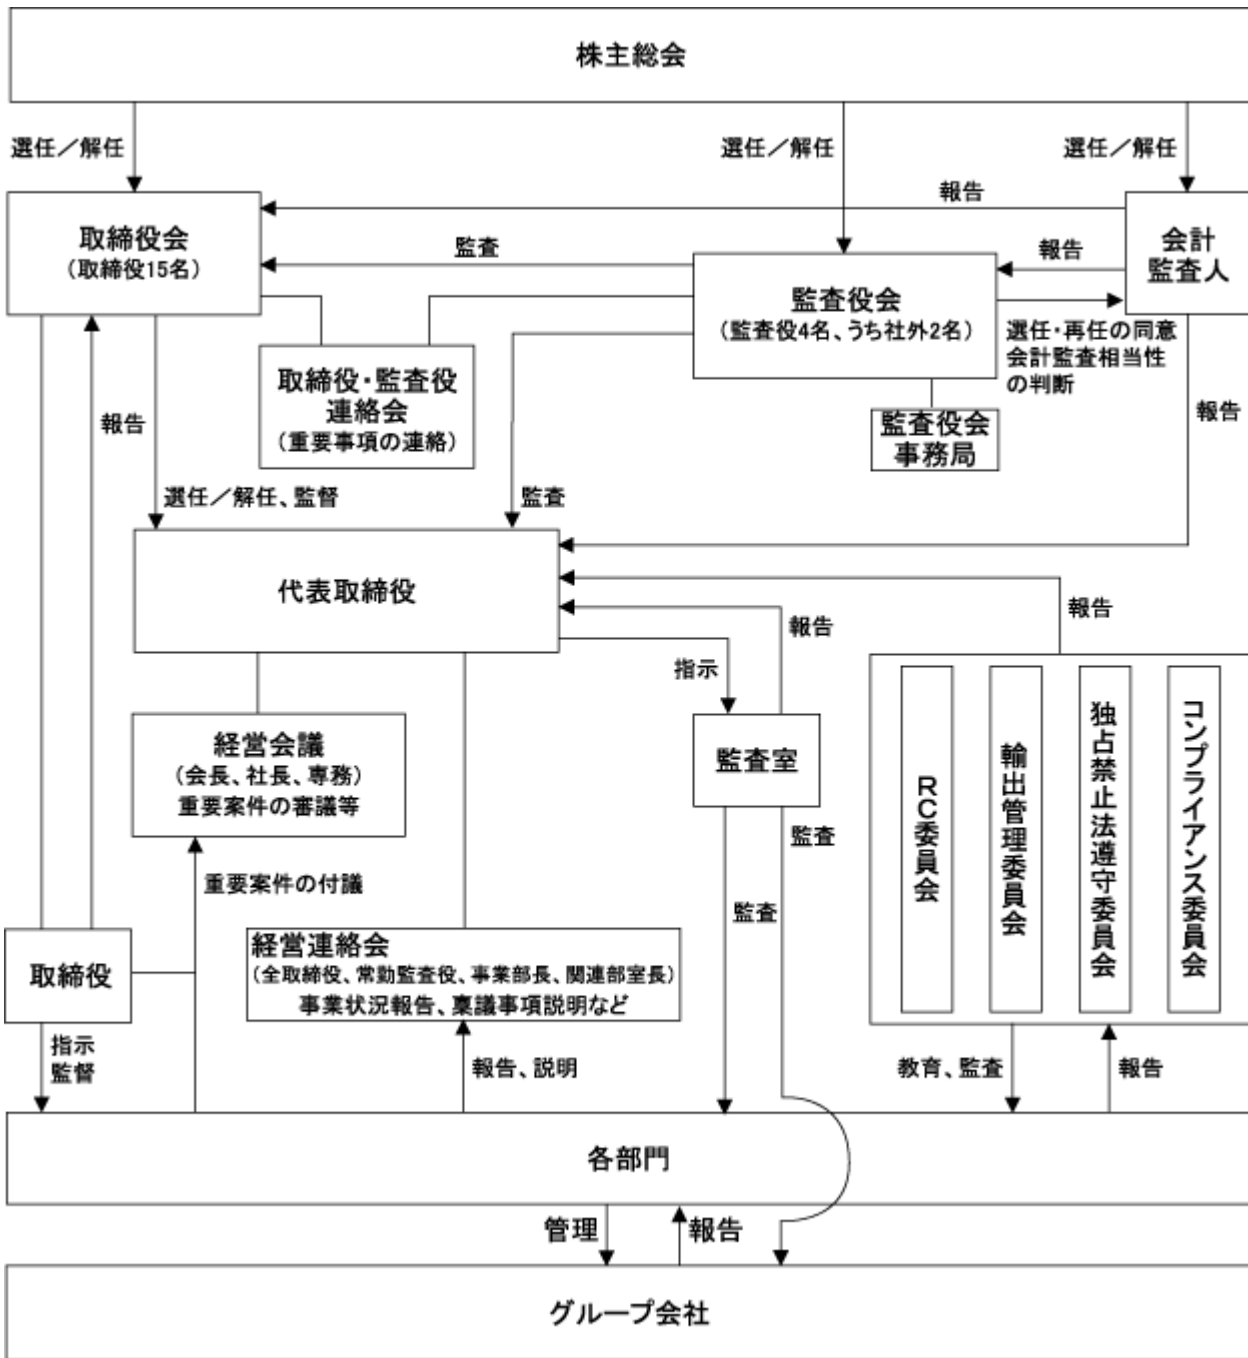 株主総会
選任／解任
選任／解任
選任／解任
取締役会
（取締役15名）
報告
監査
報告
会計
監査人
監査役会
（監査役4名、うち社外2名）
選任・再任の同意
会計監査相当性
の判断
取締役・監査役
連絡会
（重要事項の連絡）
監査役会
事務局
報告
報告
選任／解任、監督
監査
代表取締役
報告
報告
指示
経営会議
（会長、社長、専務）
重要案件の審議等
監査室
RC委員会
輸出管理委員会
独占禁止法遵守委員会
コンプライアンス委員会
監査
重要案件の付議
監査
取締役
経営連絡会
（全取締役、常勤監査役、事業部長、関連部室長）
事業状況報告、稟議事項説明など
指示
監督
報告、説明
教育、監査
報告
各部門
管理
報告
グループ会社